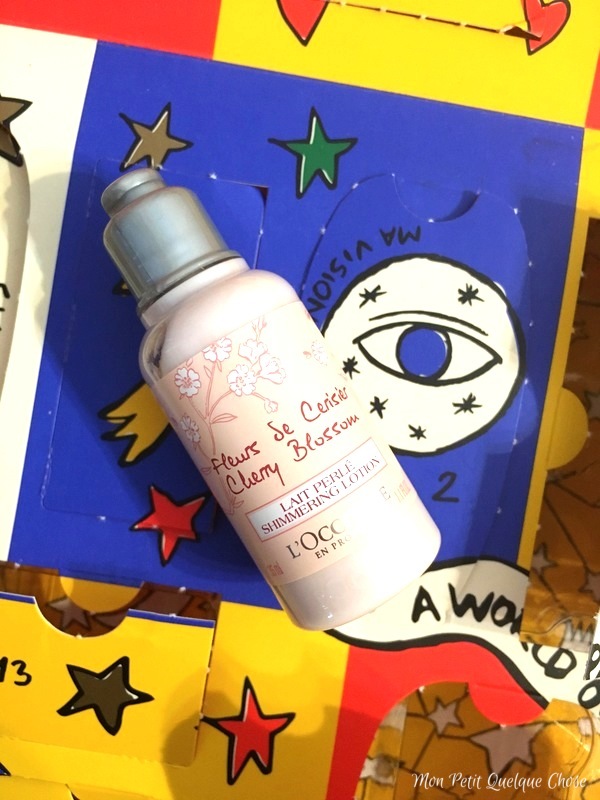 MA VISION
Fleurs de Cerisier
Cherry Blossom
LAIT PERLÉ
SHIMMERING LOTION
L'OCC
EN PRO
2
A WORLD
13
Mon Petit Quelque Chose